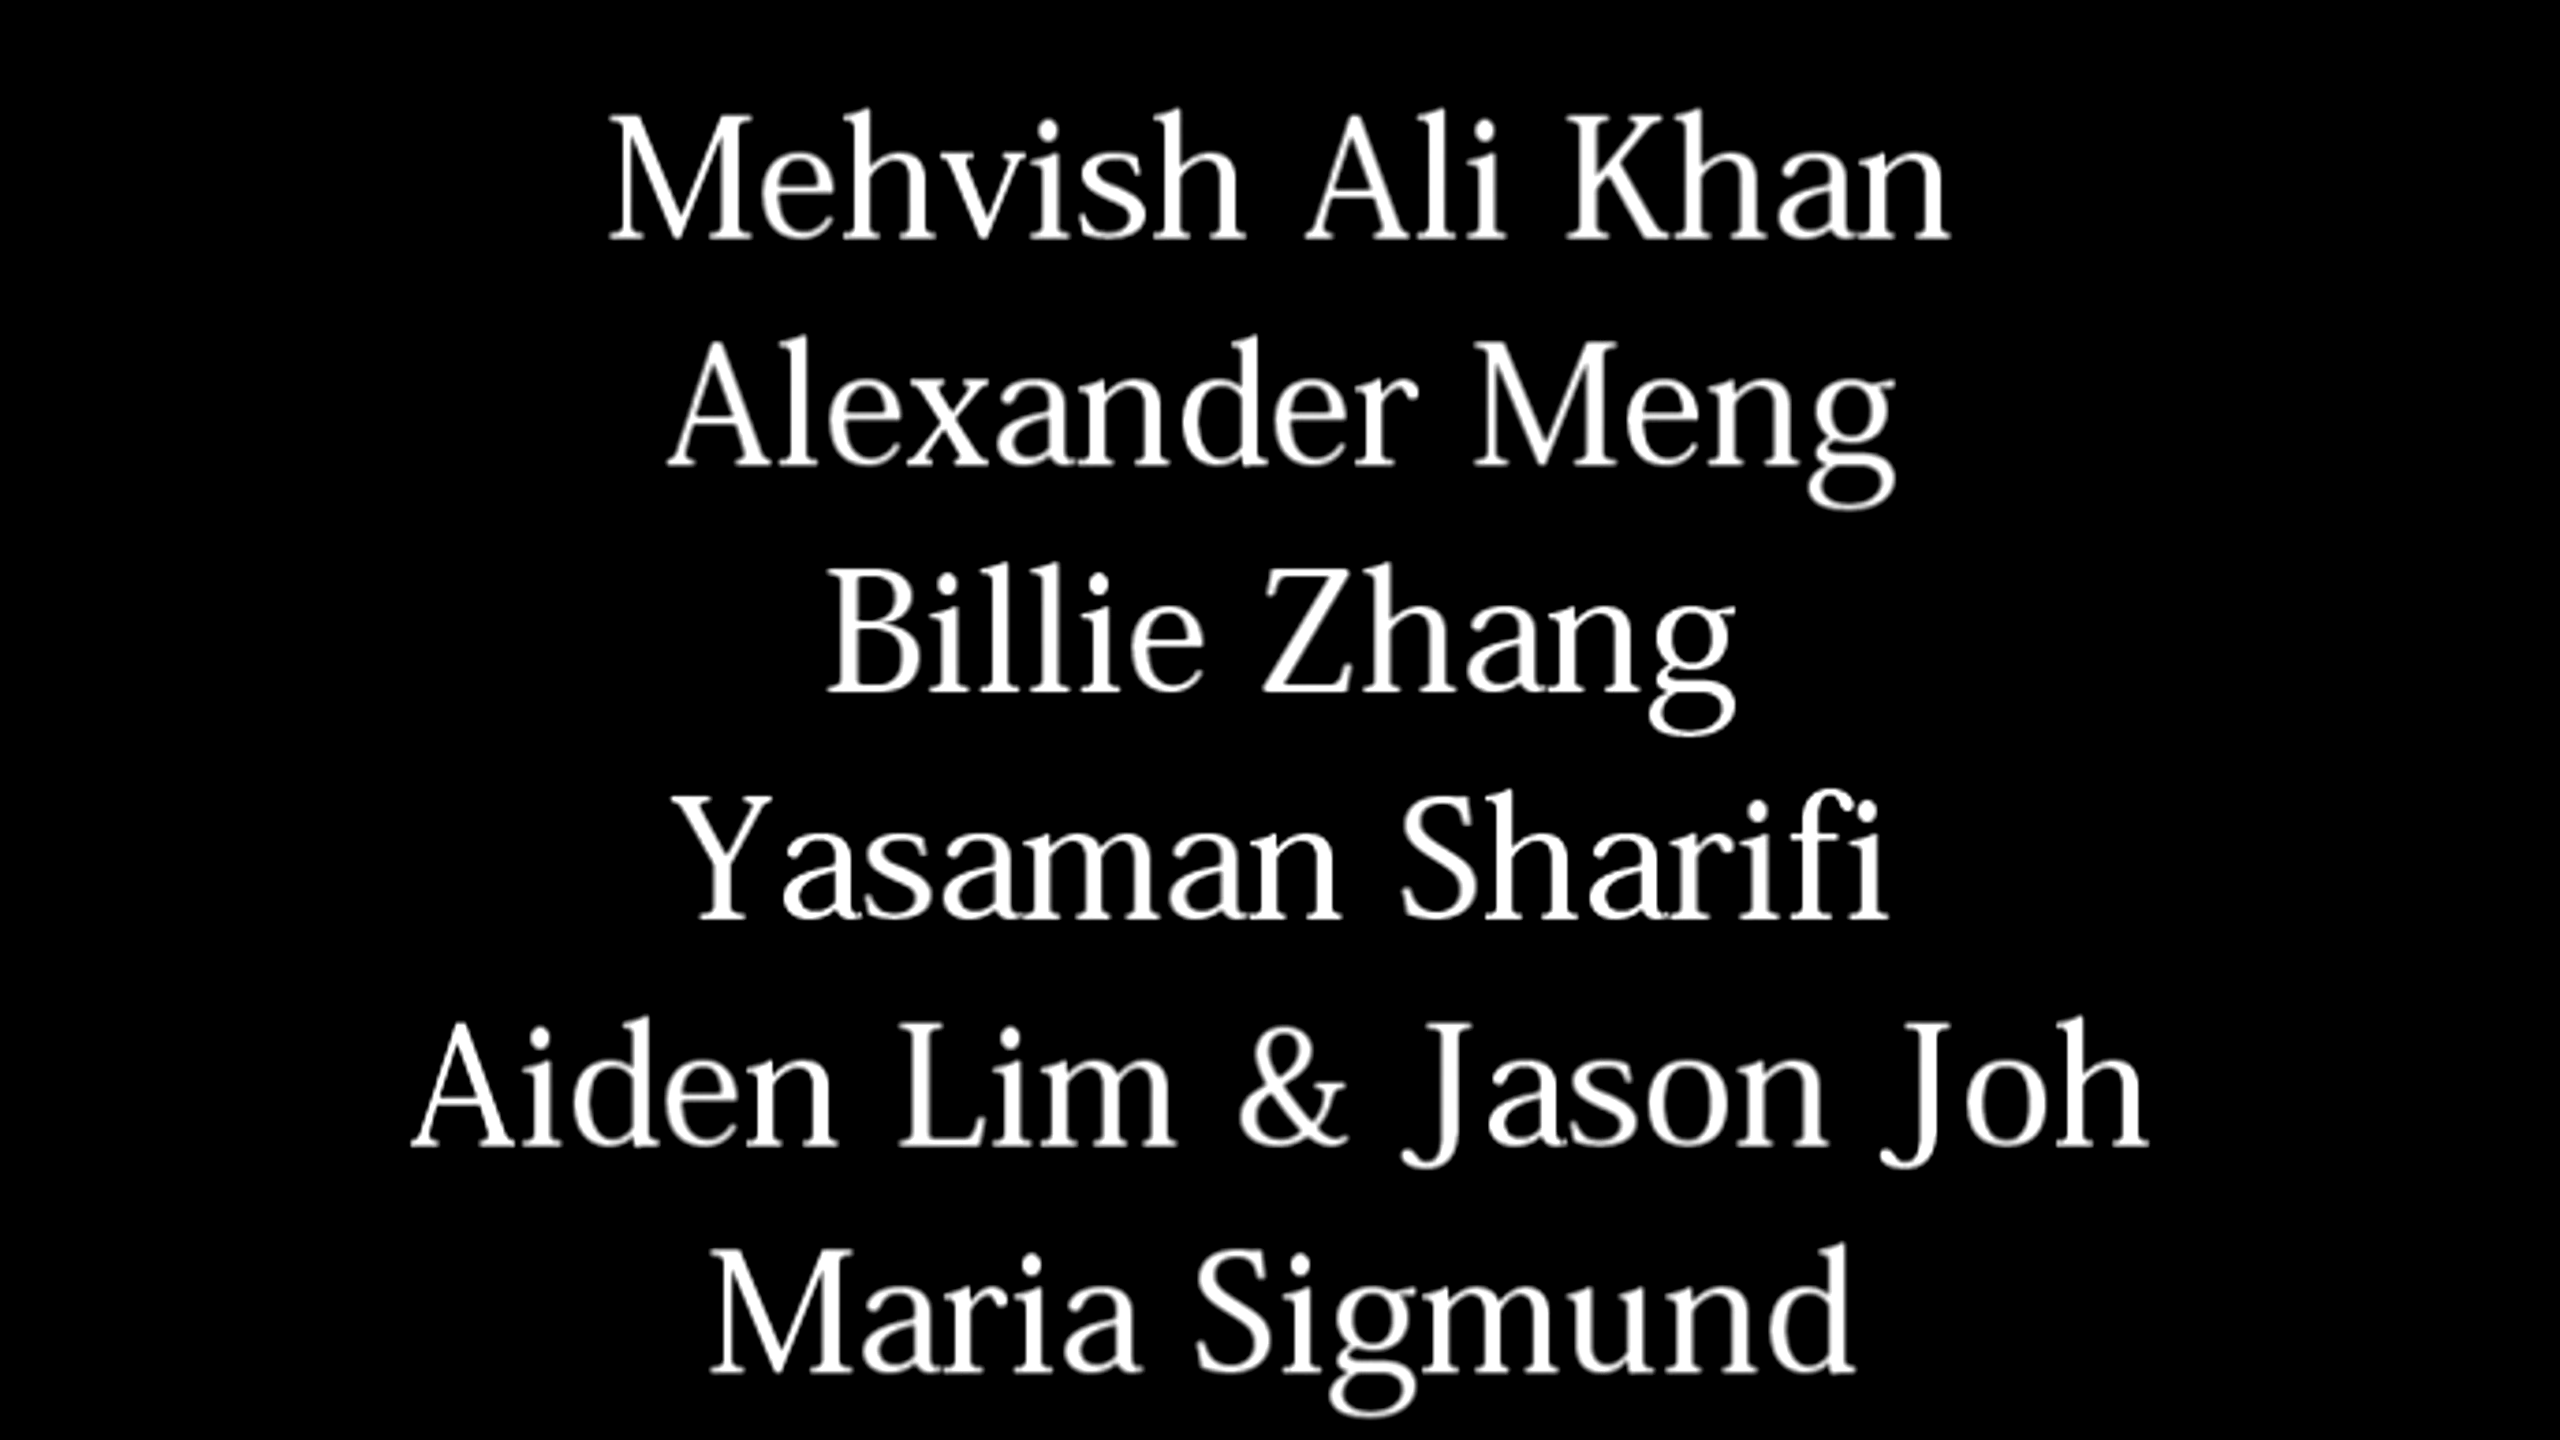 Mehvish Ali Khan
Alexander Meng
Billie Zhang
Yasaman Sharifi
Aiden Lim & Jason Joh
Maria Sigmund